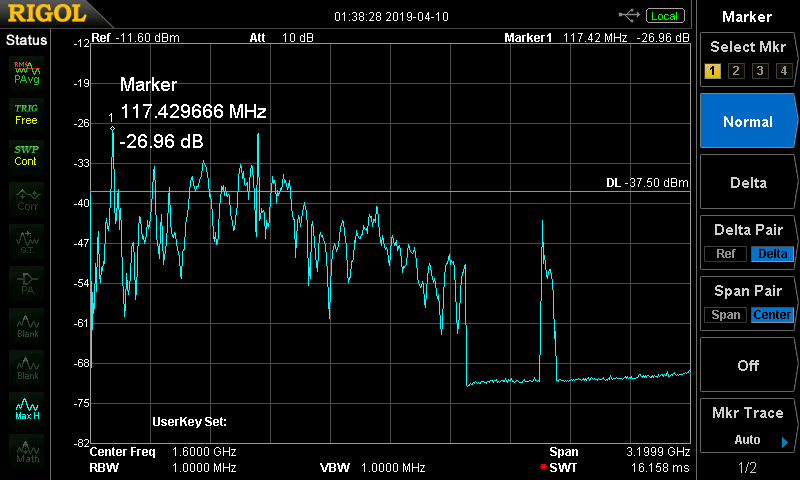 RIGOL
01:38:28 2019-04-10
Local
Status
Ref -11.60 dBm
Att 10 dB
Marker1 117.42 MHz -26.96 dB
RMS
PAvg
TRIG
Free
SWP
Cont
Corr
S.T.
PA
Blank
Blank
Max H
Math
-12
-19
-26
-33
-40
-47
-54
-61
-68
-75
-82
Marker
117.429666 MHz
-26.96 dB
1
DL -37.50 dBm
UserKey Set:
Center Freq 1.6000 GHz
Span 3.1999 GHz
RBW 1.0000 MHz
VBW 1.0000 MHz
*SWT 16.158 ms
Marker
Select Mkr
1 2 3 4
Normal
Delta
Delta Pair
Ref Delta
Span Pair
Span Center
Off
Mkr Trace
Auto
1/2